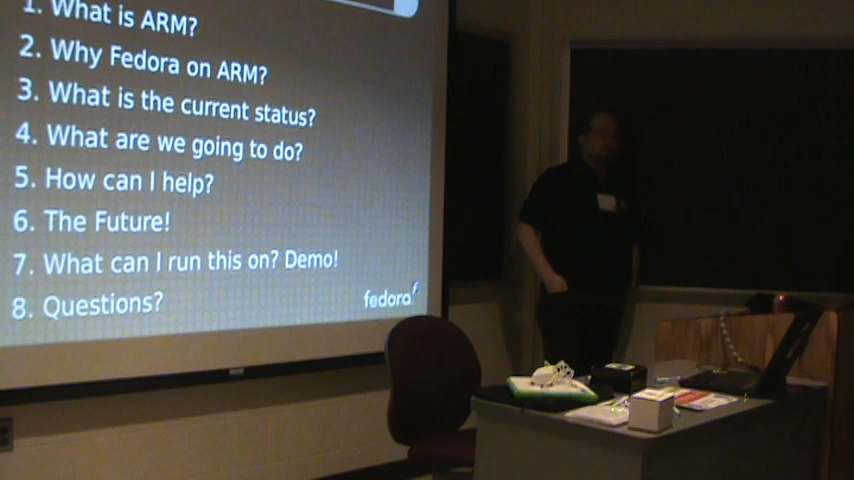 1. What is ARM?
2. Why Fedora on ARM?
3. What is the current status?
4. What are we going to do?
5. How can I help?
6. The Future!
7. What can I run this on? Demo!
8. Questions?
fedora